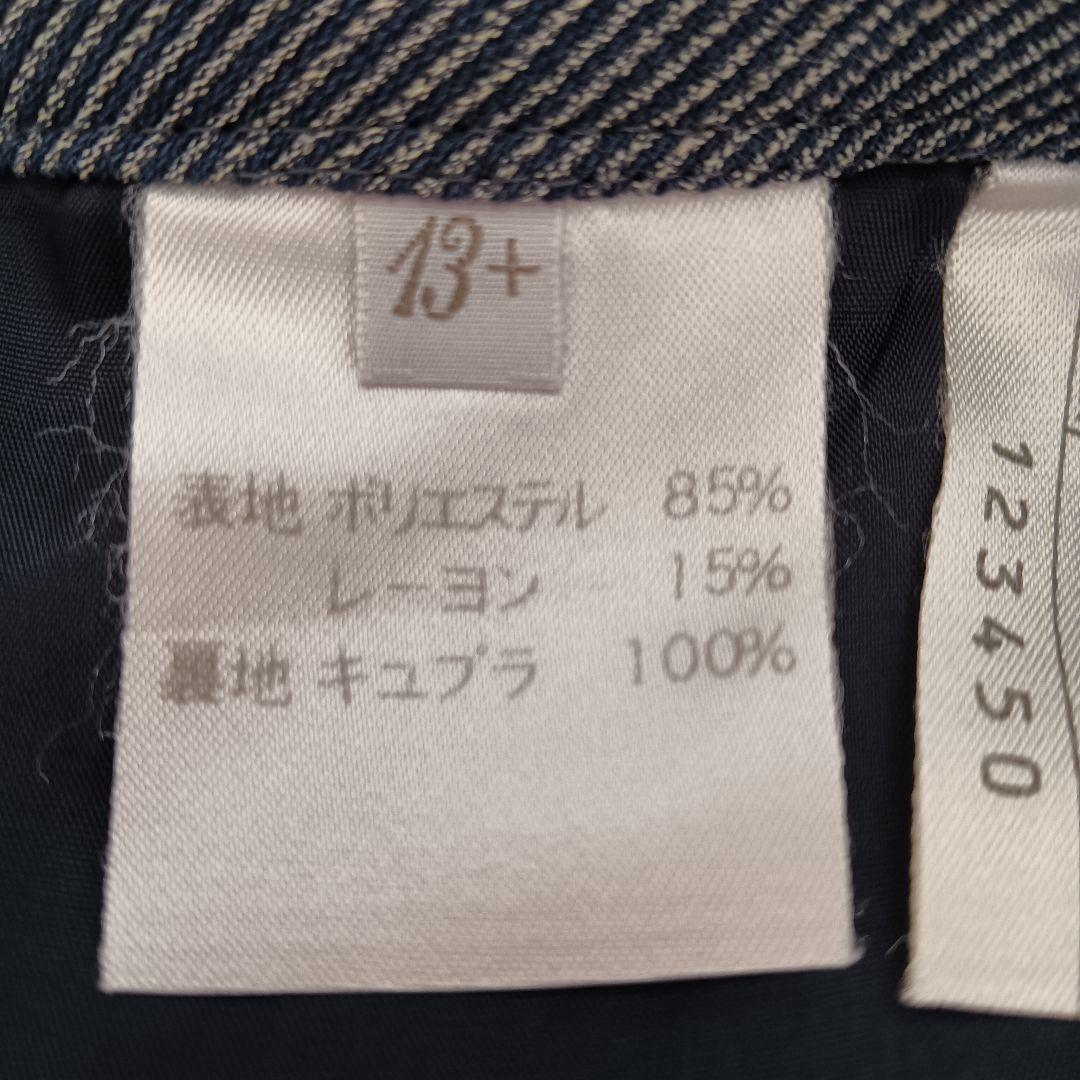 13+
表地 ポリエステル 85%
レーヨン 15%
裏地 キュプラ 100%
123450